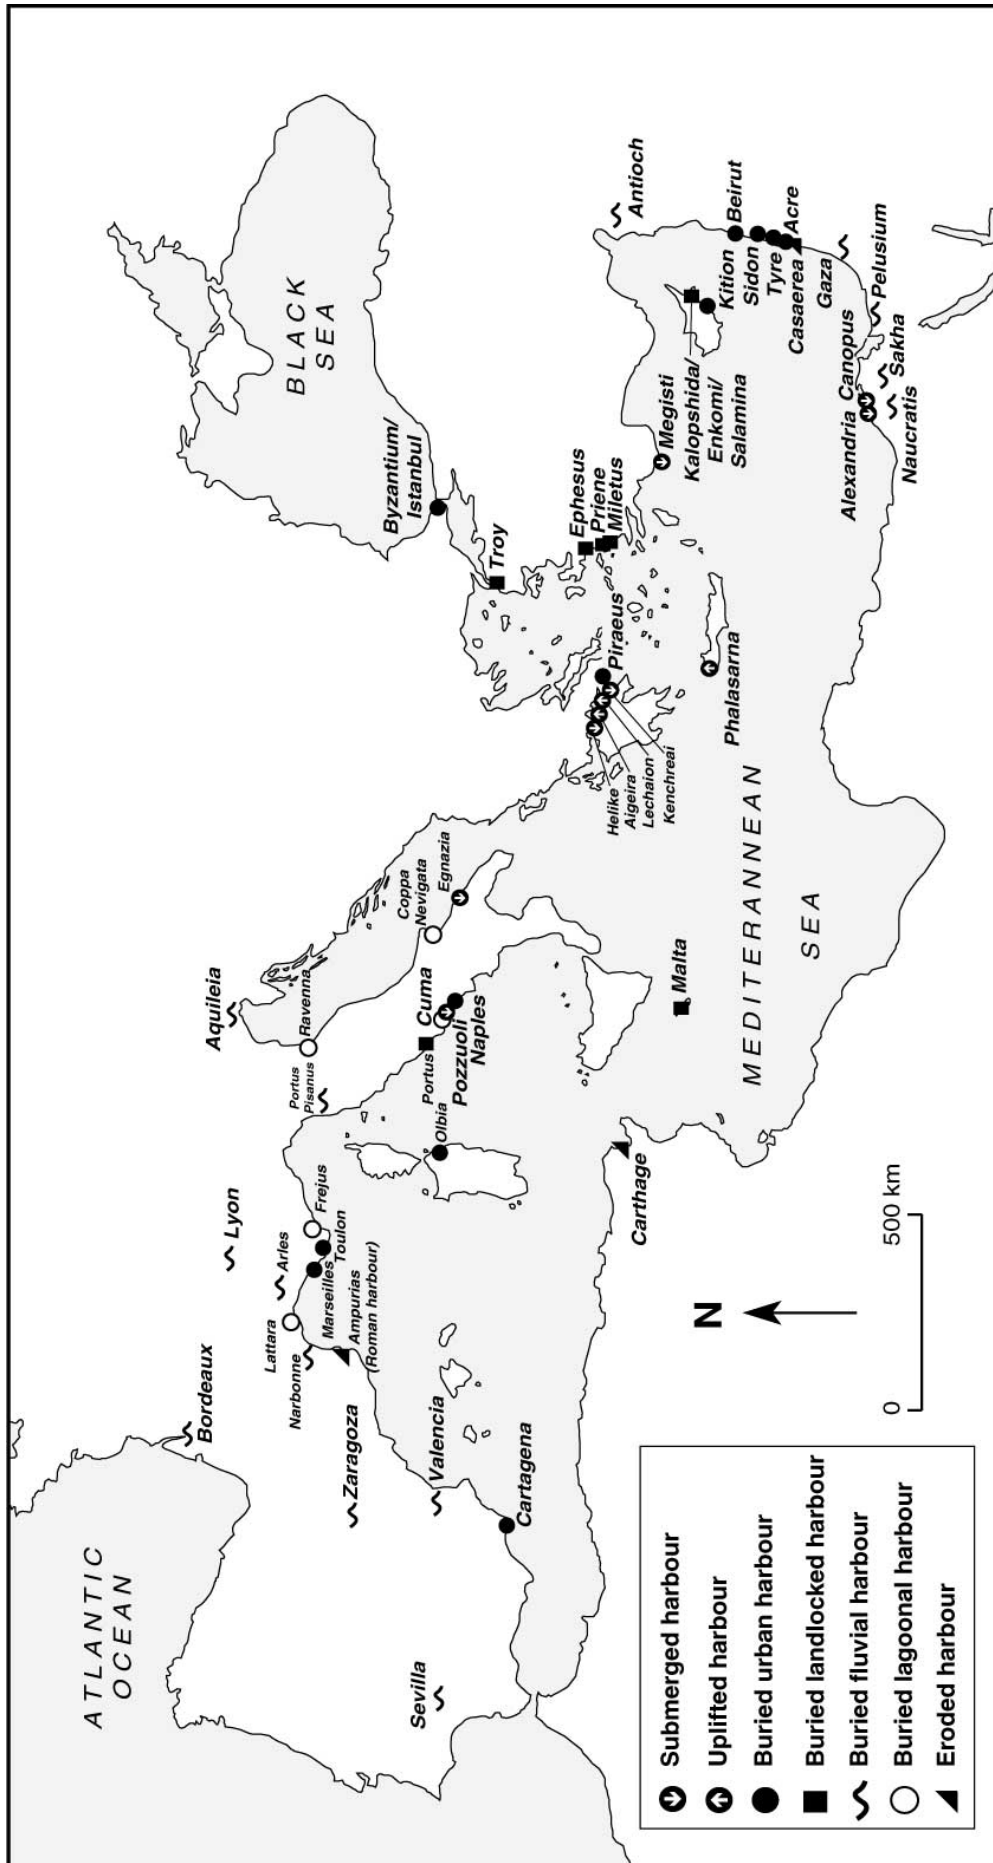 ATLANTIC
OCEAN
BLACK
SEA
MEDITERANNEAN
SEA
Bordeaux
Lyon
Aquileia
Sevilla
Zaragoza
Valencia
Cartagena
Narbonne
Lattara
Arles
Marseilles
Toulon
Frejus
Ampurias
(Roman harbour)
Portus
Pisanus
Ravenna
Coppa
Nevigata
Egnazia
Portus
Cuma
Pozzuoli
Naples
Olbia
Carthage
Malta
Helike
Aigeira
Lechaion
Kenchreai
Piraeus
Phalasarna
Byzantium/
Istanbul
Troy
Ephesus
Priene
Miletus
Megisti
Kalopshida/
Enkomi/
Salamina
Kition
Antioch
Beirut
Sidon
Tyre
Acre
Casaerea
Gaza
Pelusium
Canopus
Sakha
Alexandria
Naucratis
N
0 500 km
Submerged harbour
Uplifted harbour
Buried urban harbour
Buried landlocked harbour
Buried fluvial harbour
Buried lagoonal harbour
Eroded harbour